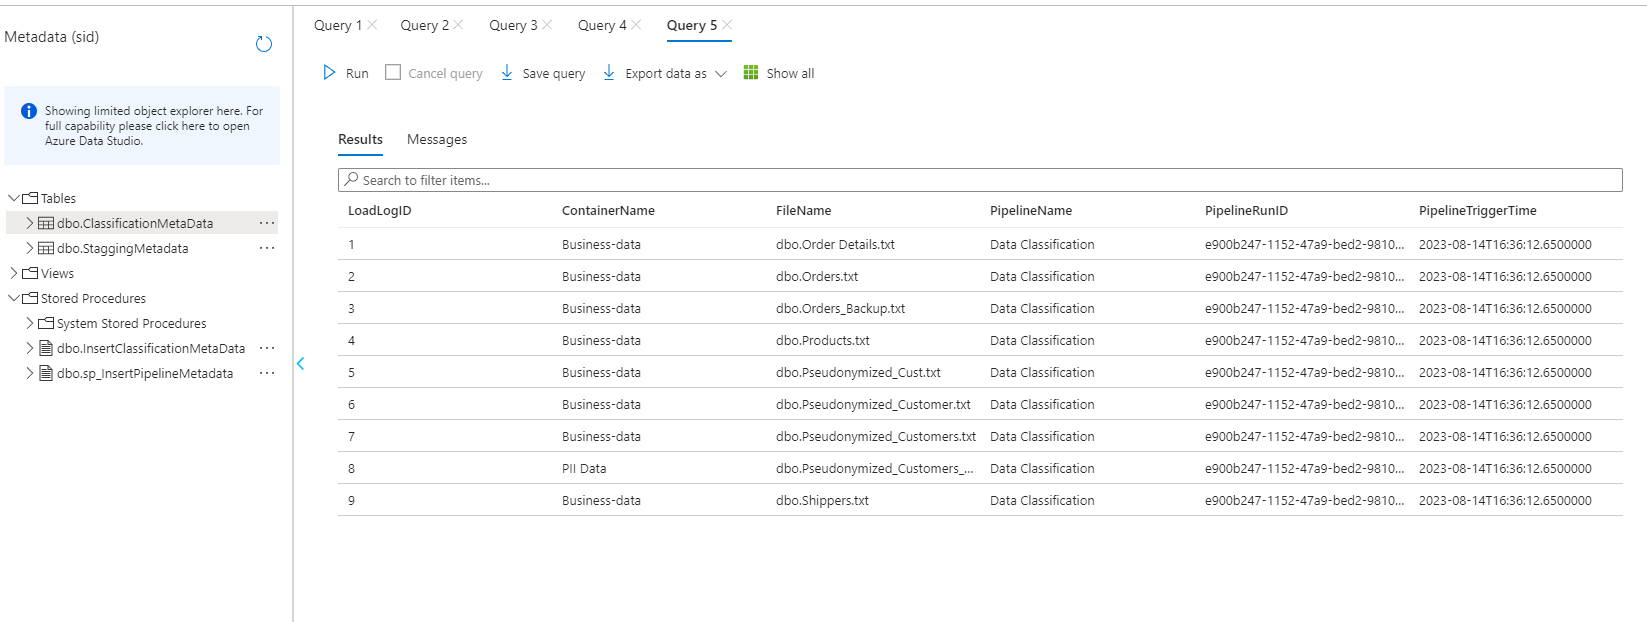 Metadata (sid)
Showing limited object explorer here. For
full capability please click here to open
Azure Data Studio.
Tables
dbo.ClassificationMetaData ...
dbo.StaggingMetadata ...
Views
Stored Procedures
System Stored Procedures
dbo.InsertClassificationMetaData ...
dbo.sp_InsertPipelineMetadata ...
Query 1 Query 2 Query 3 Query 4 Query 5
Run Cancel query Save query Export data as Show all
Results Messages
Search to filter items...
LoadLogID ContainerName FileName PipelineName PipelineRunID PipelineTriggerTime
1 Business-data dbo.Order Details.txt Data Classification e900b247-1152-47a9-bed2-9810... 2023-08-14T16:36:12.6500000
2 Business-data dbo.Orders.txt Data Classification e900b247-1152-47a9-bed2-9810... 2023-08-14T16:36:12.6500000
3 Business-data dbo.Orders_Backup.txt Data Classification e900b247-1152-47a9-bed2-9810... 2023-08-14T16:36:12.6500000
4 Business-data dbo.Products.txt Data Classification e900b247-1152-47a9-bed2-9810... 2023-08-14T16:36:12.6500000
5 Business-data dbo.Pseudonymized_Cust.txt Data Classification e900b247-1152-47a9-bed2-9810... 2023-08-14T16:36:12.6500000
6 Business-data dbo.Pseudonymized_Customer.txt Data Classification e900b247-1152-47a9-bed2-9810... 2023-08-14T16:36:12.6500000
7 Business-data dbo.Pseudonymized_Customers.txt Data Classification e900b247-1152-47a9-bed2-9810... 2023-08-14T16:36:12.6500000
8 PII Data dbo.Pseudonymized_Customers_... Data Classification e900b247-1152-47a9-bed2-9810... 2023-08-14T16:36:12.6500000
9 Business-data dbo.Shippers.txt Data Classification e900b247-1152-47a9-bed2-9810... 2023-08-14T16:36:12.6500000